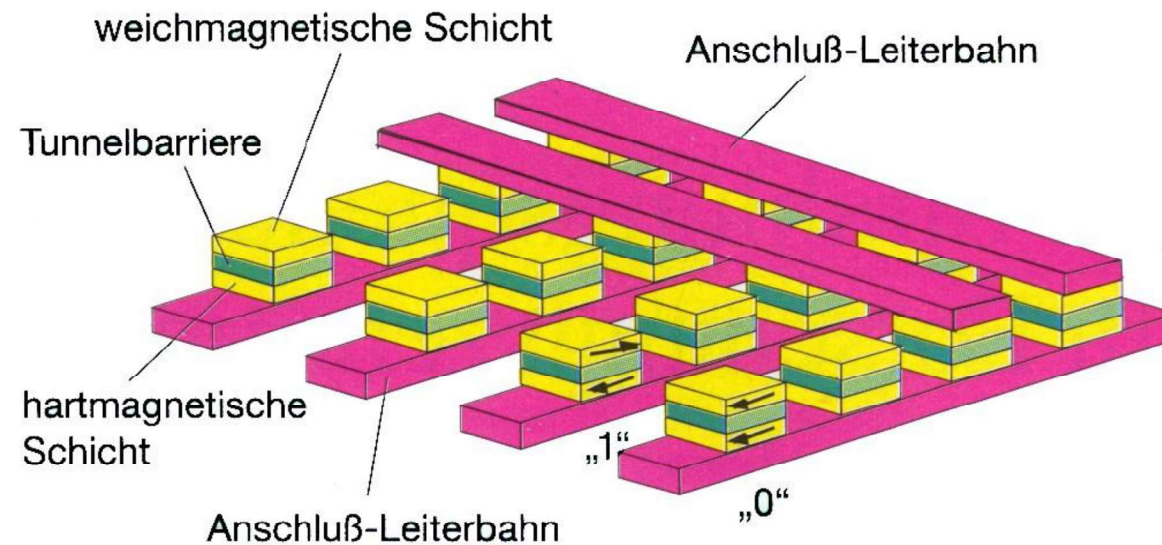 weichmagnetische Schicht
Anschluß-Leiterbahn
Tunnelbarriere
hartmagnetische
Schicht
„1“
„0“
Anschluß-Leiterbahn